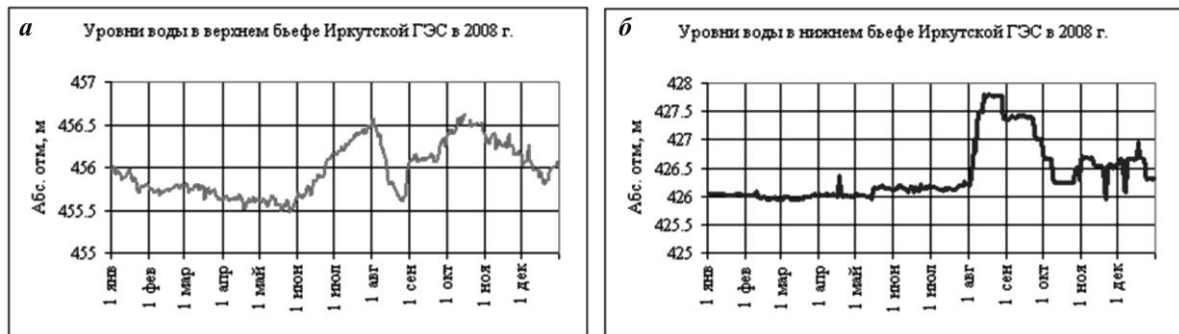 а
Уровни воды в верхнем бьефе Иркутской ГЭС в 2008 г.
Абс. отм, м
457
456.5
456
455.5
455
1 янв
1 фев
1 мар
1 апр
1 май
1 июн
1 июл
1 авг
1 сен
1 окт
1 ноя
1 дек
б
Уровни воды в нижнем бьефе Иркутской ГЭС в 2008 г.
Абс. отм, м
428
427.5
427
426.5
426
425.5
425
1 янв
1 фев
1 мар
1 апр
1 май
1 июн
1 июл
1 авг
1 сен
1 окт
1 ноя
1 дек